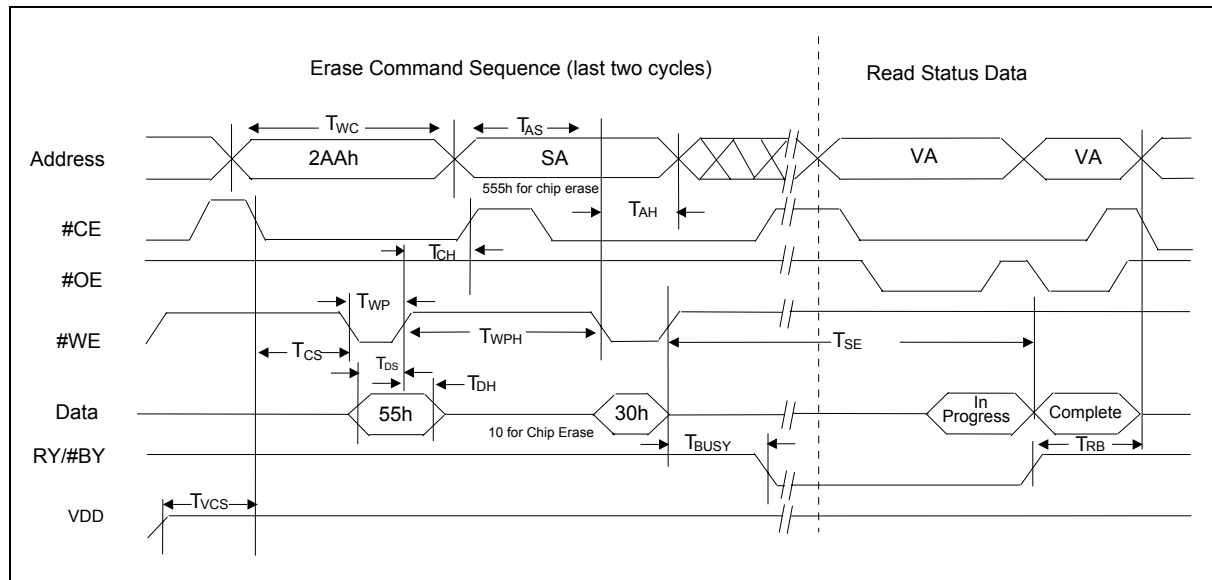 Erase Command Sequence (last two cycles)
Read Status Data
TWC
TAS
Address
2AAh
SA
VA
VA
555h for chip erase
TAH
#CE
TCH
#OE
TWP
#WE
TWPH
TCS
TSE
TDS
TDH
Data
55h
30h
In
Progress
Complete
10 for Chip Erase
TBUSY
TRB
RY/#BY
TVCS
VDD